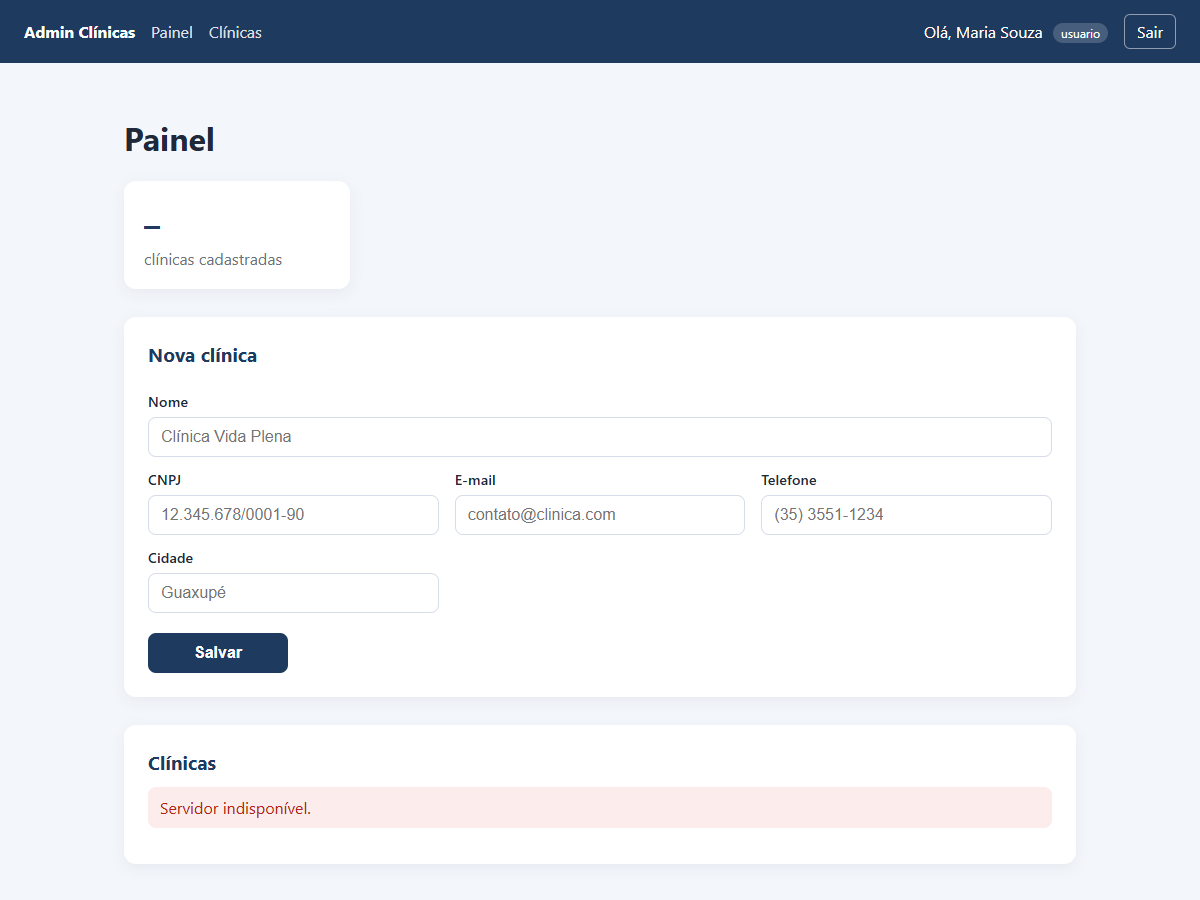 Admin Clínicas Painel Clínicas Olá, Maria Souza usuario Sair
Painel
–
clínicas cadastradas
Nova clínica
Nome
Clínica Vida Plena
CNPJ E-mail Telefone
12.345.678/0001-90 contato@clinica.com (35) 3551-1234
Cidade
Guaxupé
Salvar
Clínicas
Servidor indisponível.